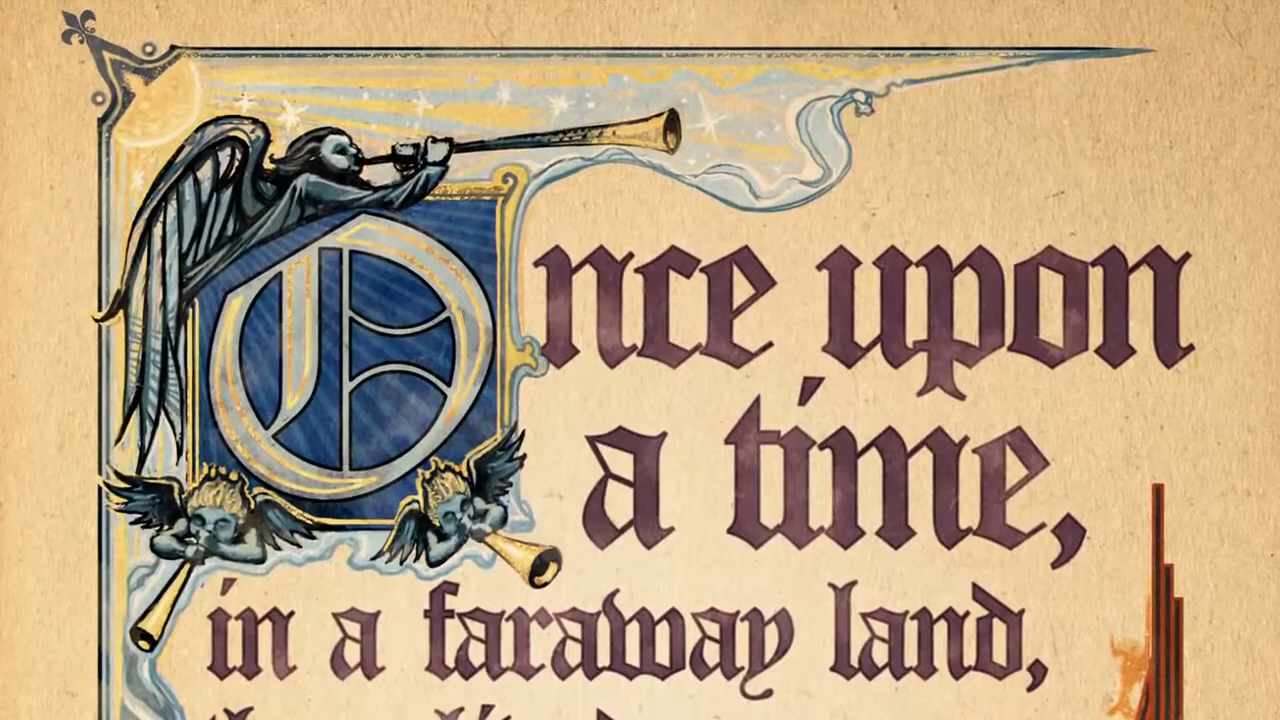 Once upon
a time,
in a faraway land,